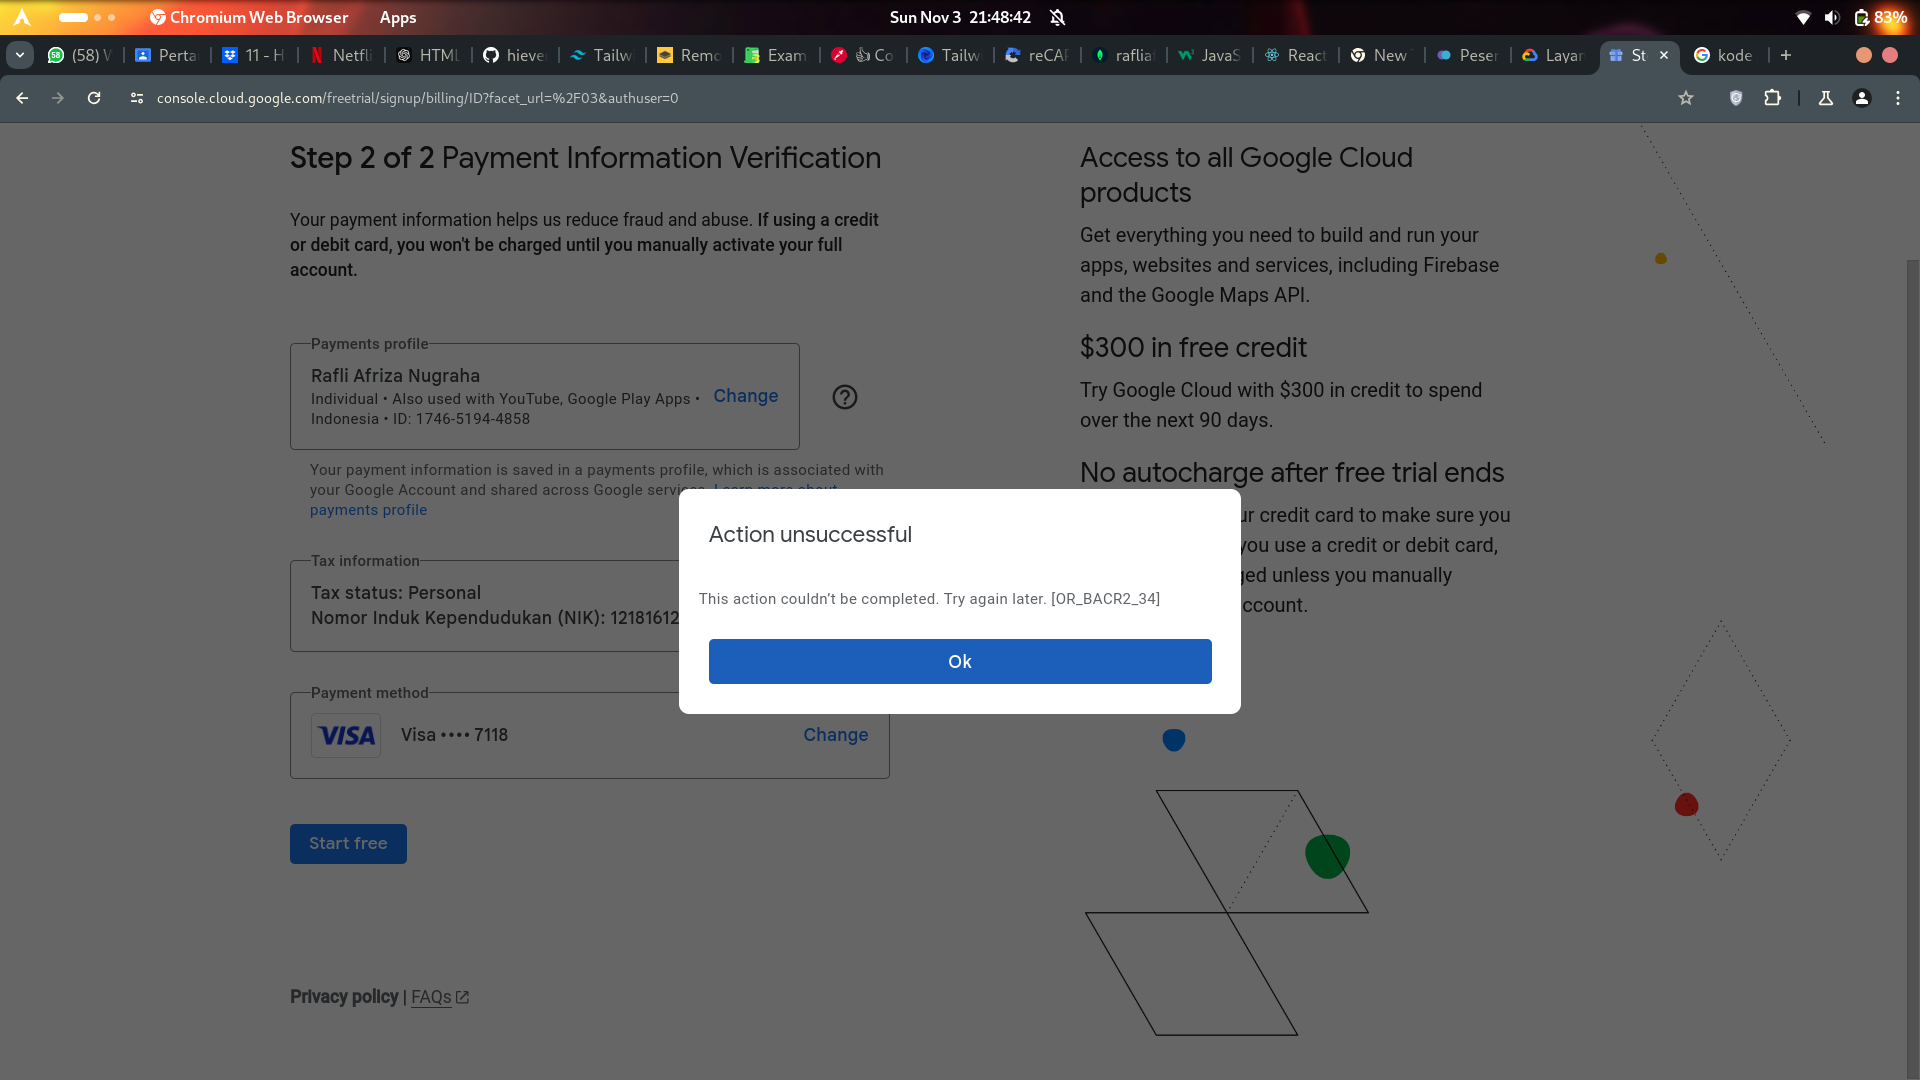 Chromium Web Browser
Apps
Sun Nov 3 21:48:42
83%
(58)
Perta
11 - H
Netfli
HTML
hieve
Tailw
Remo
Exam
Co
Tailw
reCAP
rafliat
JavaS
React
New
Peser
Layan
St
kode
console.cloud.google.com/freetrial/signup/billing/ID?facet_url=%2F03&authuser=0
Step 2 of 2 Payment Information Verification
Your payment information helps us reduce fraud and abuse. If using a credit
or debit card, you won't be charged until you manually activate your full
account.
Payments profile
Rafli Afriza Nugraha
Individual • Also used with YouTube, Google Play Apps •
Indonesia • ID: 1746-5194-4858
Change
Your payment information is saved in a payments profile, which is associated with
your Google Account and shared across Google services. Learn more about
payments profile
Tax information
Tax status: Personal
Nomor Induk Kependudukan (NIK): 12181612
Payment method
VISA
Visa •••• 7118
Change
Start free
Privacy policy | FAQs
Access to all Google Cloud
products
Get everything you need to build and run your
apps, websites and services, including Firebase
and the Google Maps API.
$300 in free credit
Try Google Cloud with $300 in credit to spend
over the next 90 days.
No autocharge after free trial ends
ur credit card to make sure you
you use a credit or debit card,
ged unless you manually
ccount.
Action unsuccessful
This action couldn't be completed. Try again later. [OR_BACR2_34]
Ok